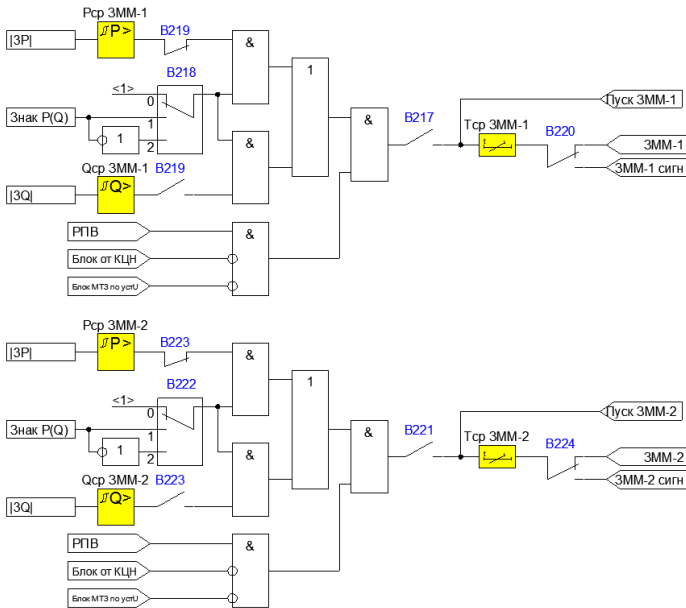 Рср ЗММ-1
|3P|
P>
В219
&
1
<1>
В218
0
Знак P(Q)
1
1
2
&
В217
Пуск ЗММ-1
Тср ЗММ-1
В220
ЗММ-1
ЗММ-1 сигн
Qср ЗММ-1
В219
|3Q|
Q>
&
РПВ
&
Блок от КЦН
Блок МТЗ по устU
Рср ЗММ-2
|3P|
P>
В223
&
1
<1>
В222
0
Знак P(Q)
1
1
2
&
В221
Пуск ЗММ-2
Тср ЗММ-2
В224
ЗММ-2
ЗММ-2 сигн
Qср ЗММ-2
В223
|3Q|
Q>
&
РПВ
&
Блок от КЦН
Блок МТЗ по устU